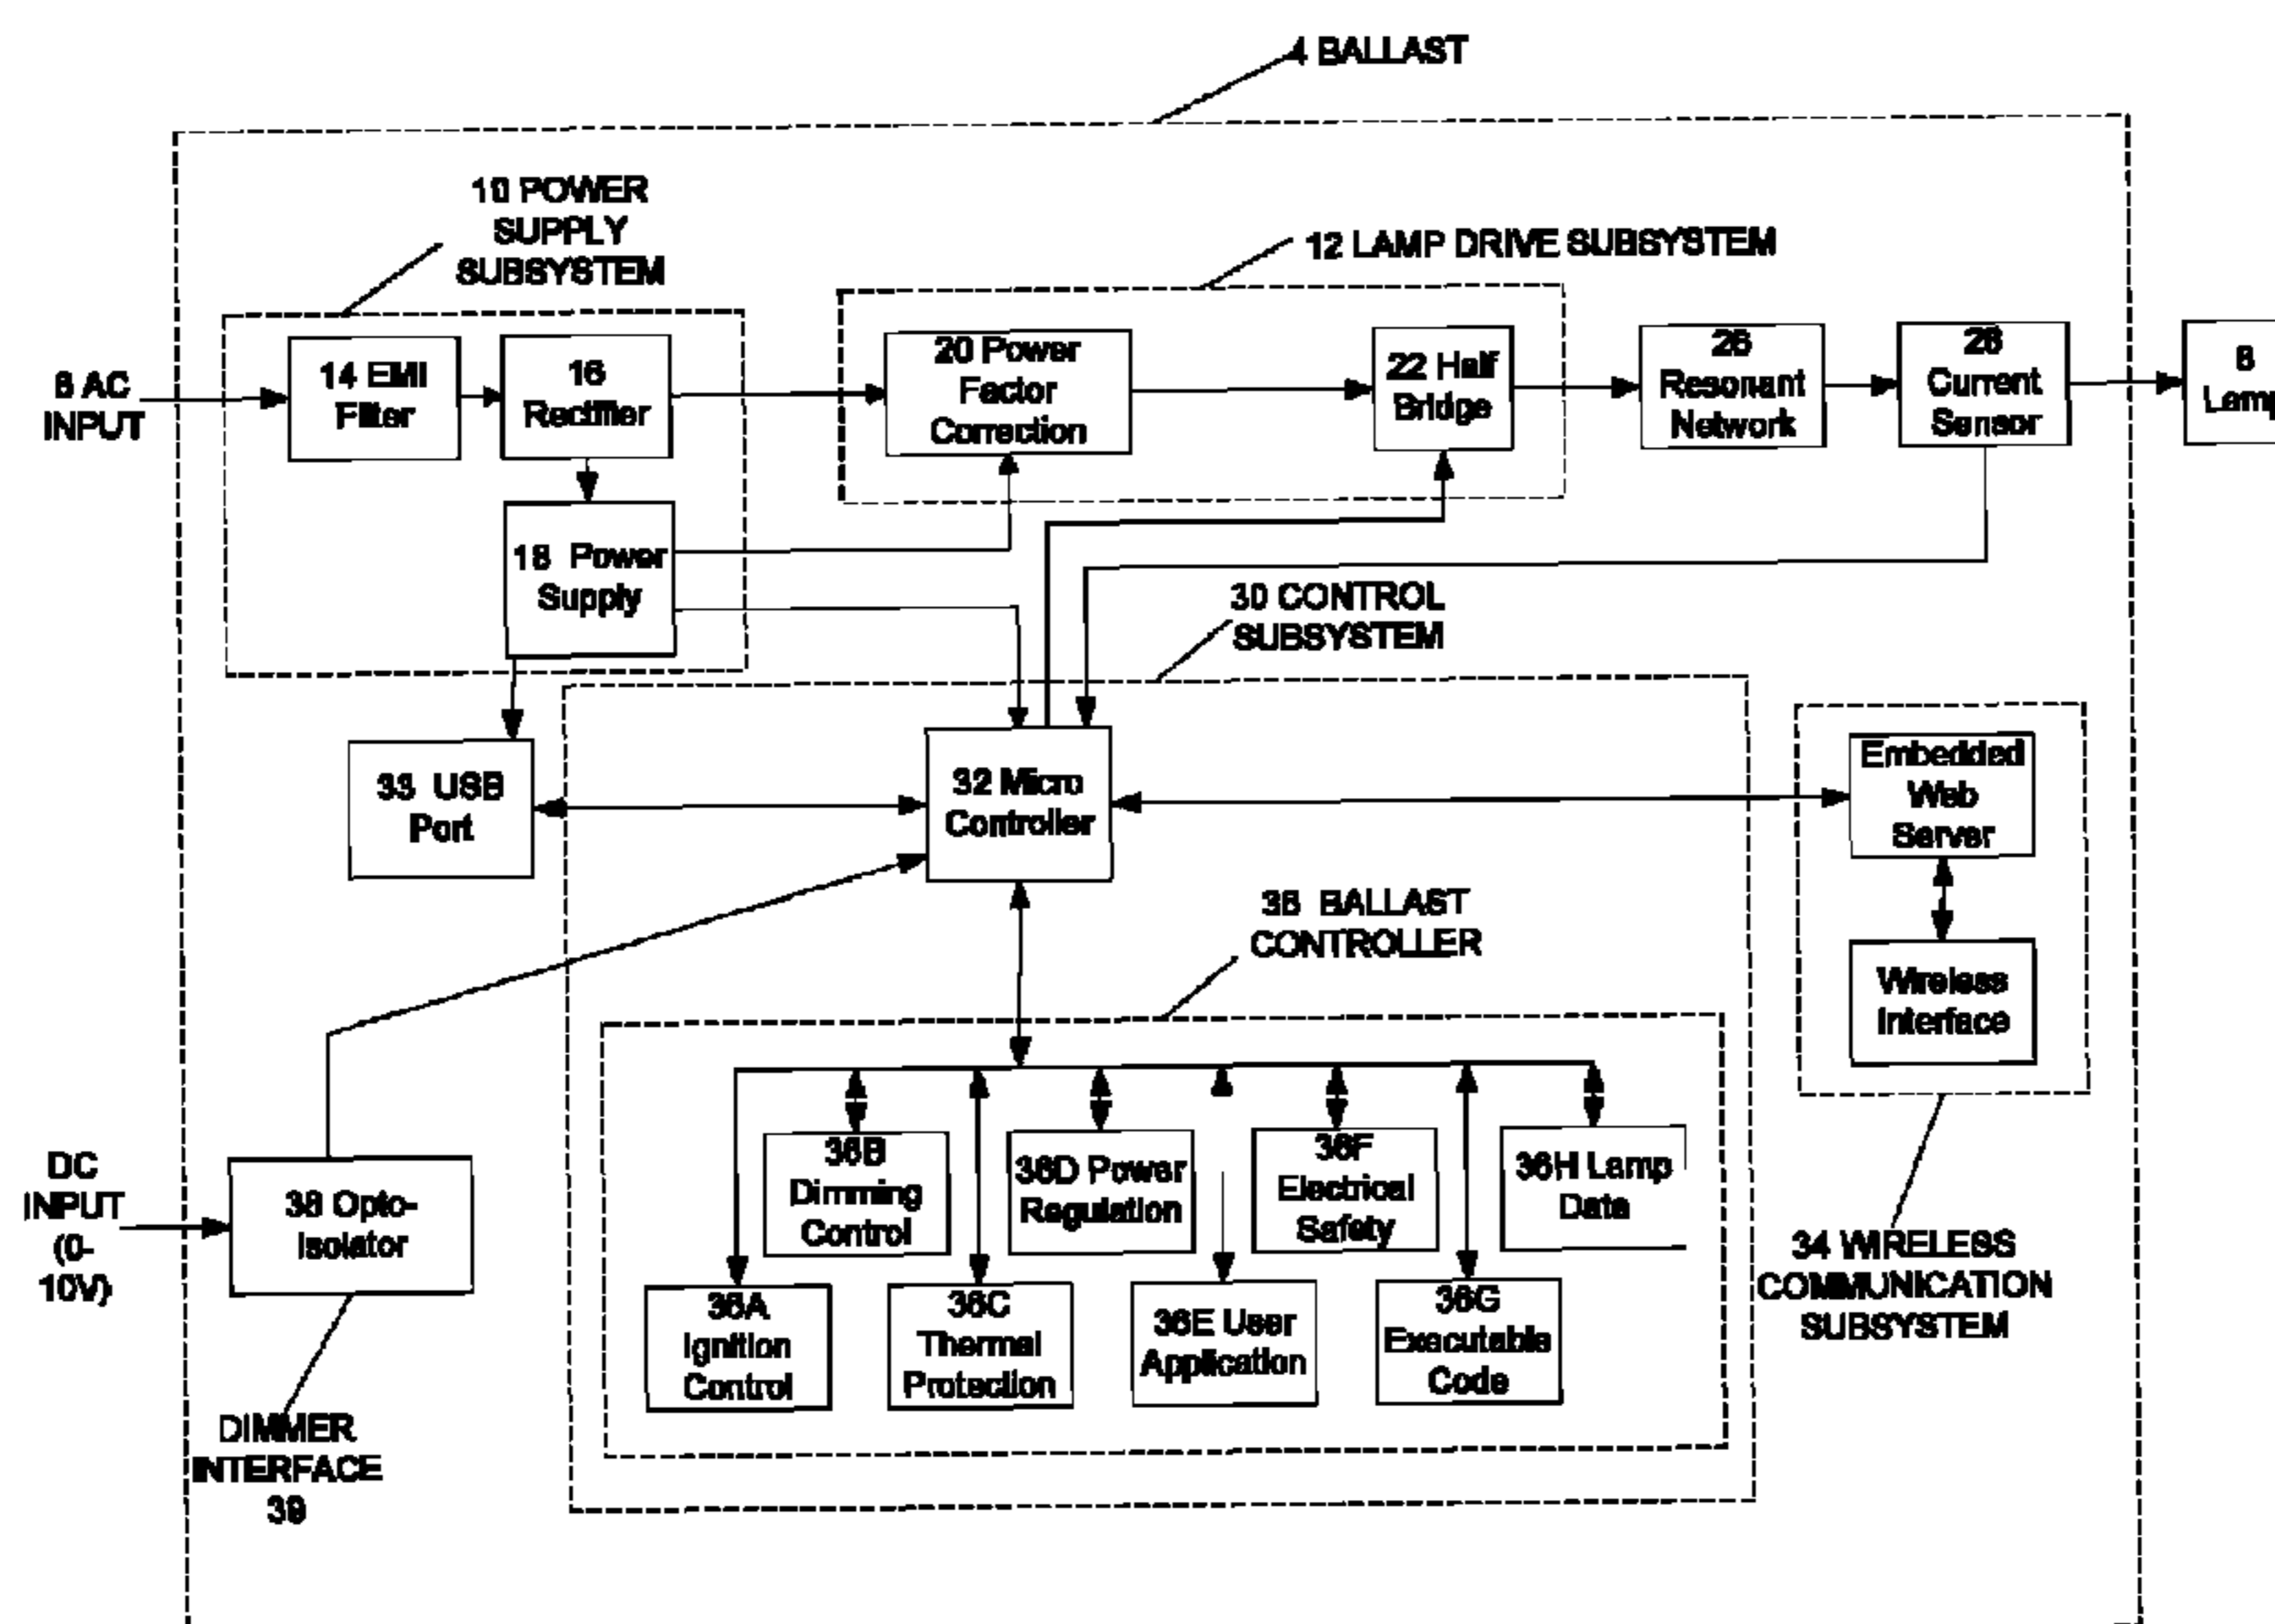 4 BALLAST
10 POWER
SUPPLY
SUBSYSTEM
12 LAMP DRIVE SUBSYSTEM
6 AC
INPUT
14 EMI
Filter
16
Rectifier
20 Power
Factor
Correction
22 Half
Bridge
26
Resonant
Network
28
Current
Sensor
8
Lamp
18 Power
Supply
30 CONTROL
SUBSYSTEM
33 USB
Port
32 Micro
Controller
Embedded
Web
Server
36 BALLAST
CONTROLLER
Wireless
Interface
DC
INPUT
(0-
10V)
38 Opto-
Isolator
36B
Dimming
Control
36D Power
Regulation
36F
Electrical
Safety
36H Lamp
Data
34 WIRELESS
COMMUNICATION
SUBSYSTEM
36A
Ignition
Control
36C
Thermal
Protection
36E User
Application
36G
Executable
Code
DIMMER
INTERFACE
39